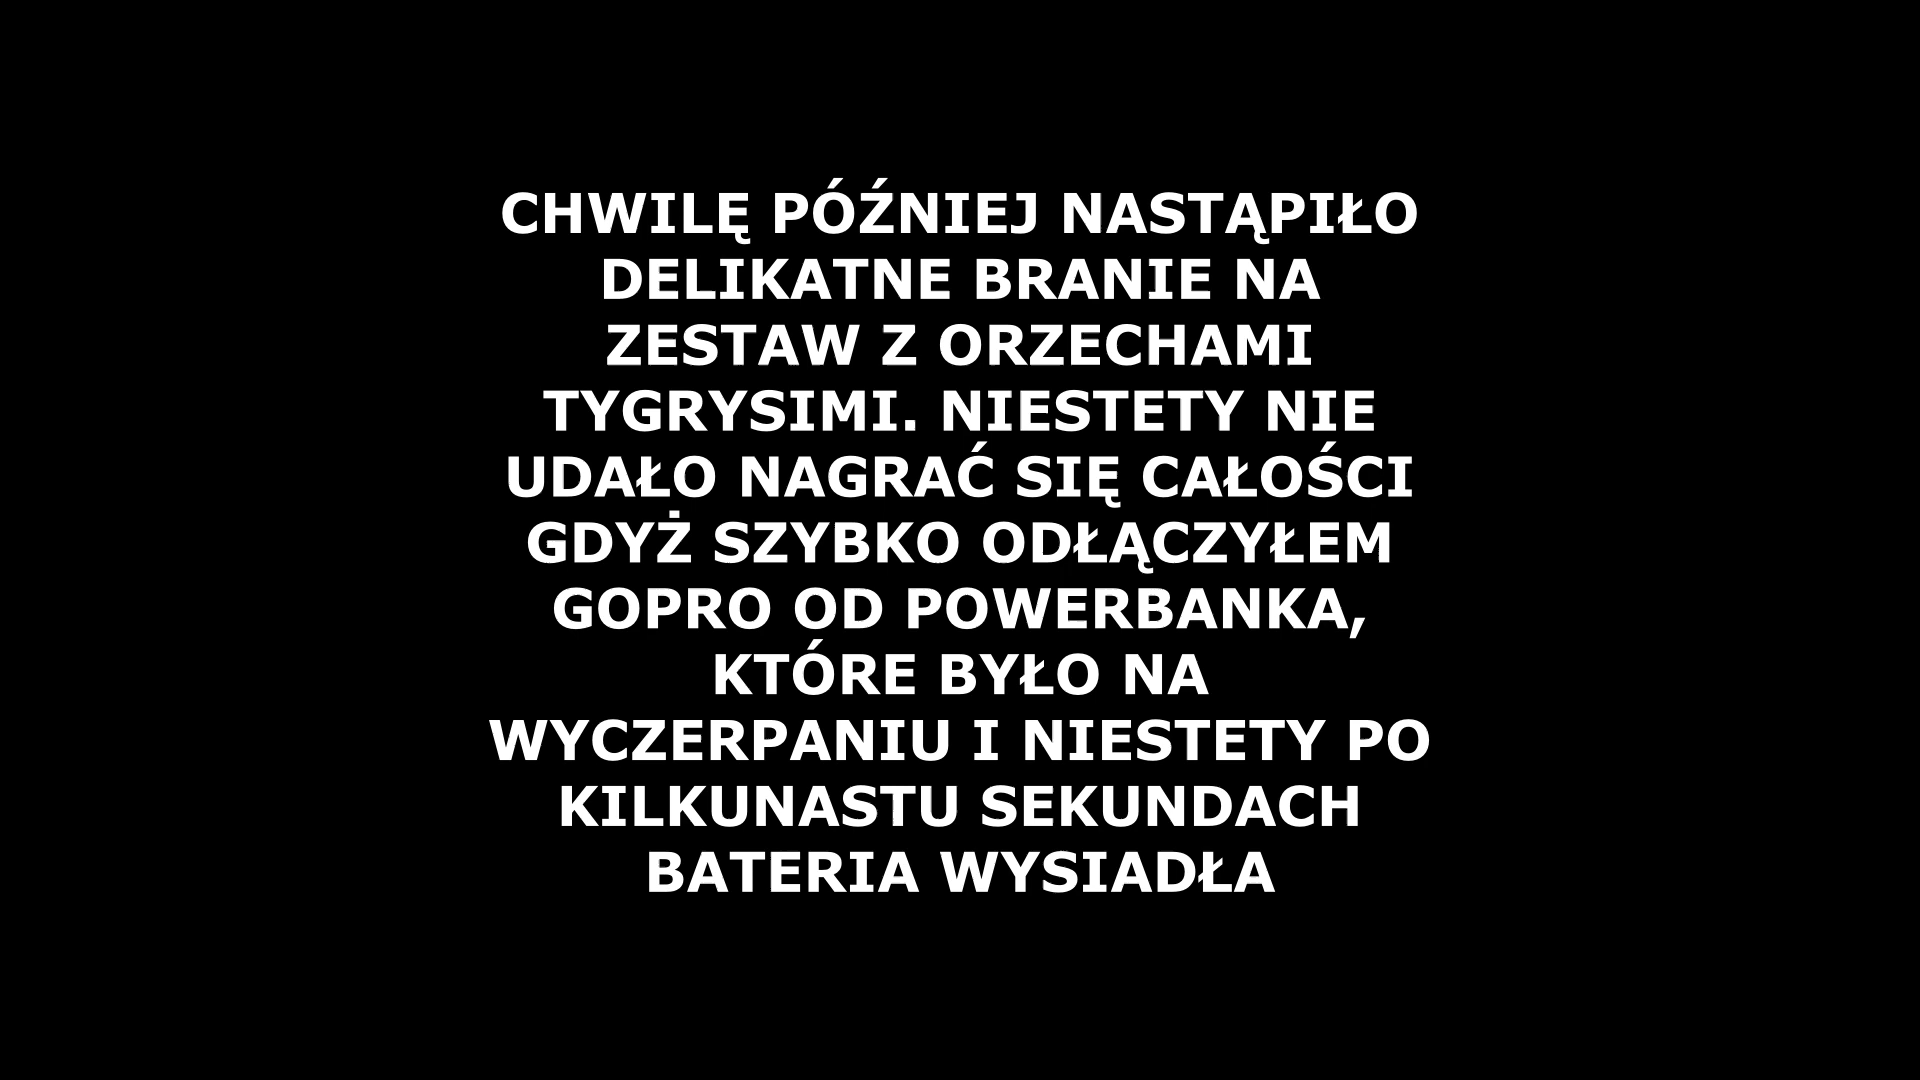 CHWILĘ PÓŹNIEJ NASTĄPIŁO
DELIKATNE BRANIE NA
ZESTAW Z ORZECHAMI
TYGRYSIMI. NIESTETY NIE
UDAŁO NAGRAĆ SIĘ CAŁOŚCI
GDYŻ SZYBKO ODŁĄCZYŁEM
GOPRO OD POWERBANKA,
KTÓRE BYŁO NA
WYCZERPANIU I NIESTETY PO
KILKUNASTU SEKUNDACH
BATERIA WYSIADŁA